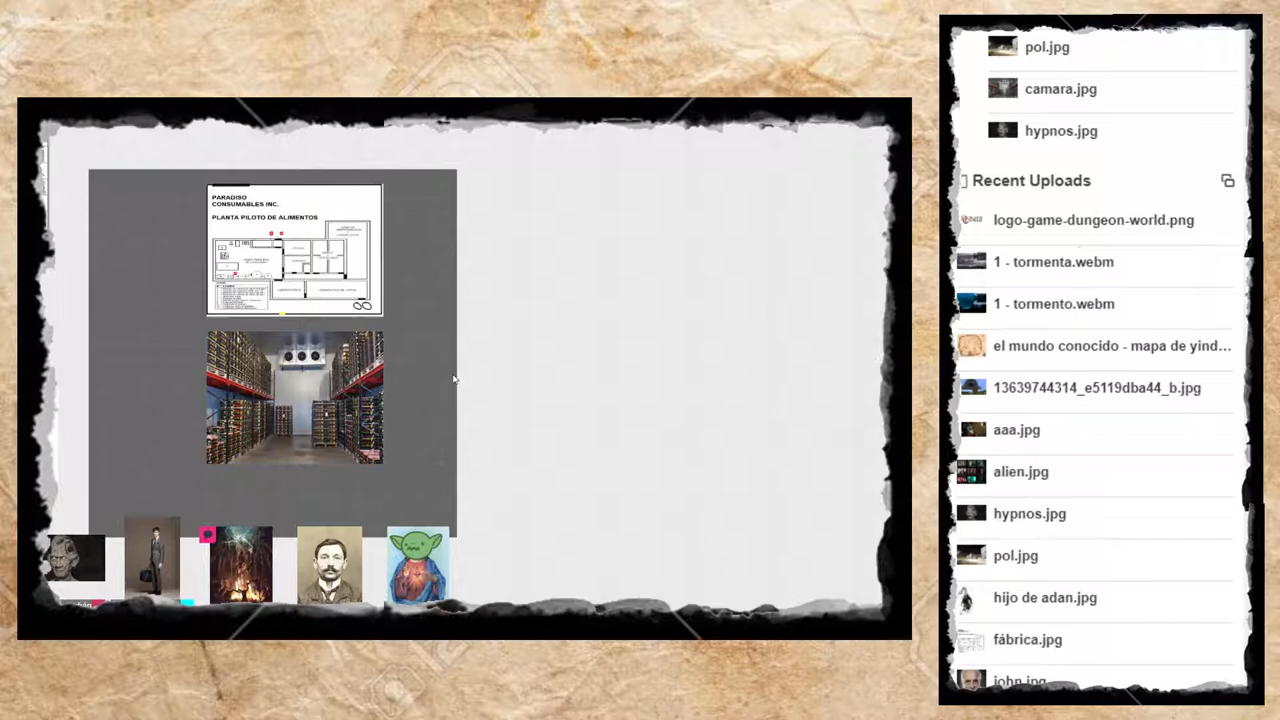 PARADISO
CONSUMABLES INC.
PLANTA PILOTO DE ALIMENTOS
pol.jpg
camara.jpg
hypnos.jpg
Recent Uploads
logo-game-dungeon-world.png
1 - tormenta.webm
1 - tormento.webm
el mundo conocido - mapa de yind…
13639744314_e5119dba44_b.jpg
aaa.jpg
alien.jpg
hypnos.jpg
pol.jpg
hijo de adan.jpg
fábrica.jpg
john.jpg